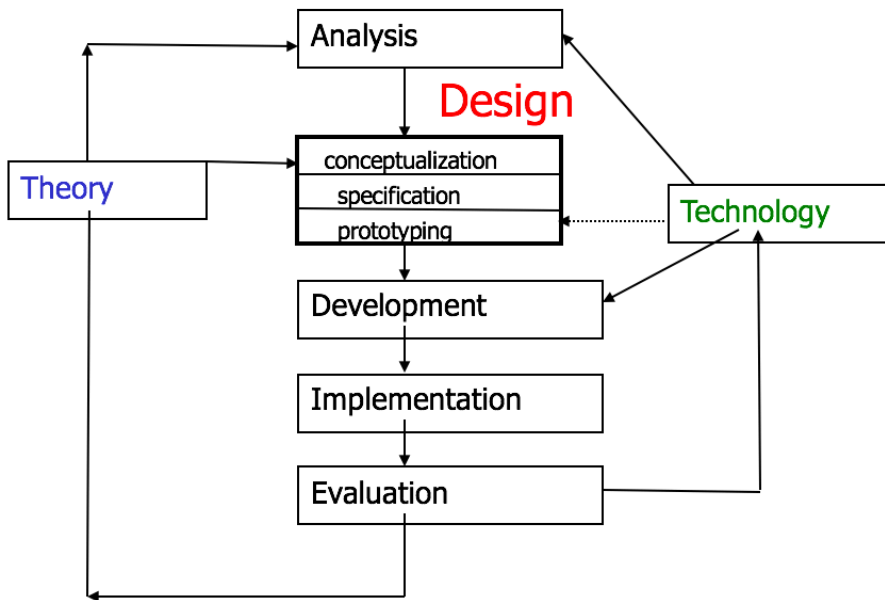 Analysis
Design
conceptualization
Theory
specification
Technology
prototyping
Development
Implementation
Evaluation